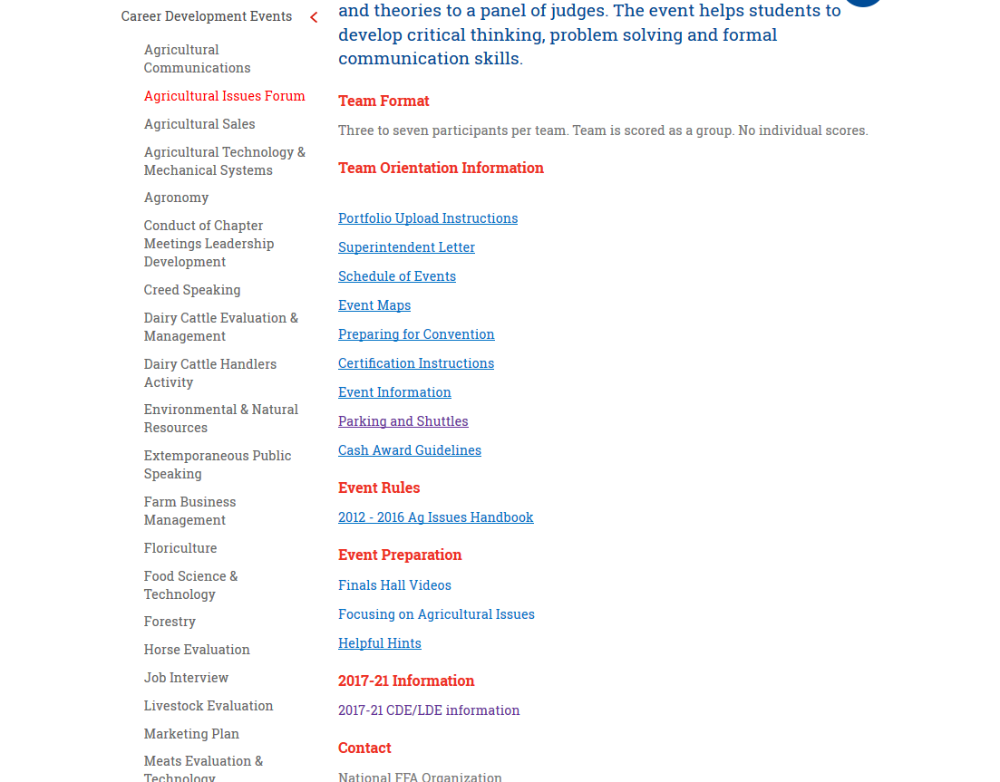 Career Development Events
Agricultural
Communications
Agricultural Issues Forum
Agricultural Sales
Agricultural Technology &
Mechanical Systems
Agronomy
Conduct of Chapter
Meetings Leadership
Development
Creed Speaking
Dairy Cattle Evaluation &
Management
Dairy Cattle Handlers
Activity
Environmental & Natural
Resources
Extemporaneous Public
Speaking
Farm Business
Management
Floriculture
Food Science &
Technology
Forestry
Horse Evaluation
Job Interview
Livestock Evaluation
Marketing Plan
Meats Evaluation &
Technology
and theories to a panel of judges. The event helps students to
develop critical thinking, problem solving and formal
communication skills.
Team Format
Three to seven participants per team. Team is scored as a group. No individual scores.
Team Orientation Information
Portfolio Upload Instructions
Superintendent Letter
Schedule of Events
Event Maps
Preparing for Convention
Certification Instructions
Event Information
Parking and Shuttles
Cash Award Guidelines
Event Rules
2012 - 2016 Ag Issues Handbook
Event Preparation
Finals Hall Videos
Focusing on Agricultural Issues
Helpful Hints
2017-21 Information
2017-21 CDE/LDE information
Contact
National FFA Organization